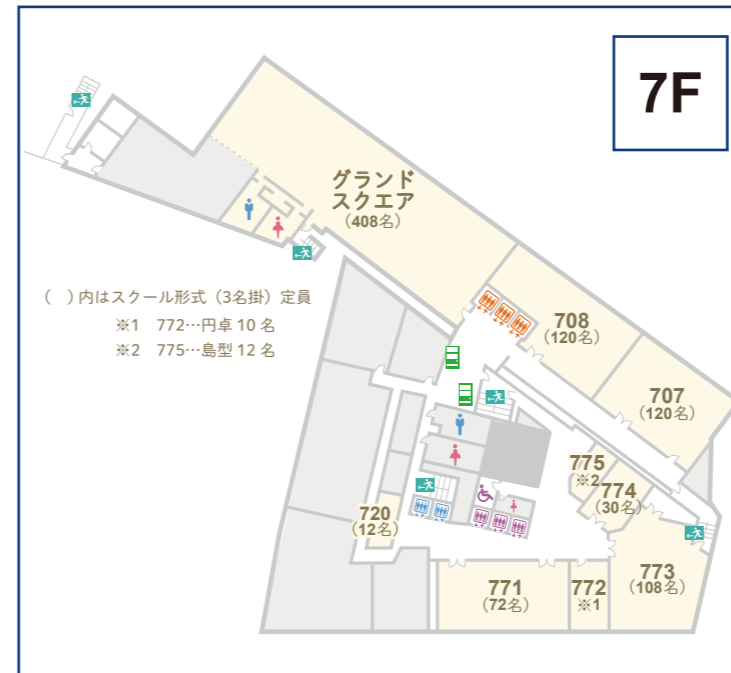 7F
グランド
スクエア
（408名）
（　）内はスクール形式（3名掛）定員
※1　772…円卓 10 名
※2　775…島型 12 名
708
（120名）
707
（120名）
775
※2
774
（30名）
720
（12名）
771
（72名）
772
※1
773
（108名）